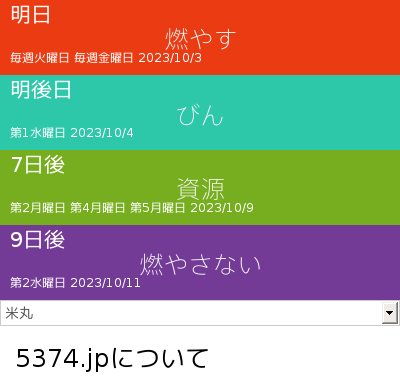 明日
燃やす
毎週火曜日 毎週金曜日 2023/10/3
明後日
びん
第1水曜日 2023/10/4
7日後
資源
第2月曜日 第4月曜日 第5月曜日 2023/10/9
9日後
燃やさない
第2水曜日 2023/10/11
米丸
5374.jpについて